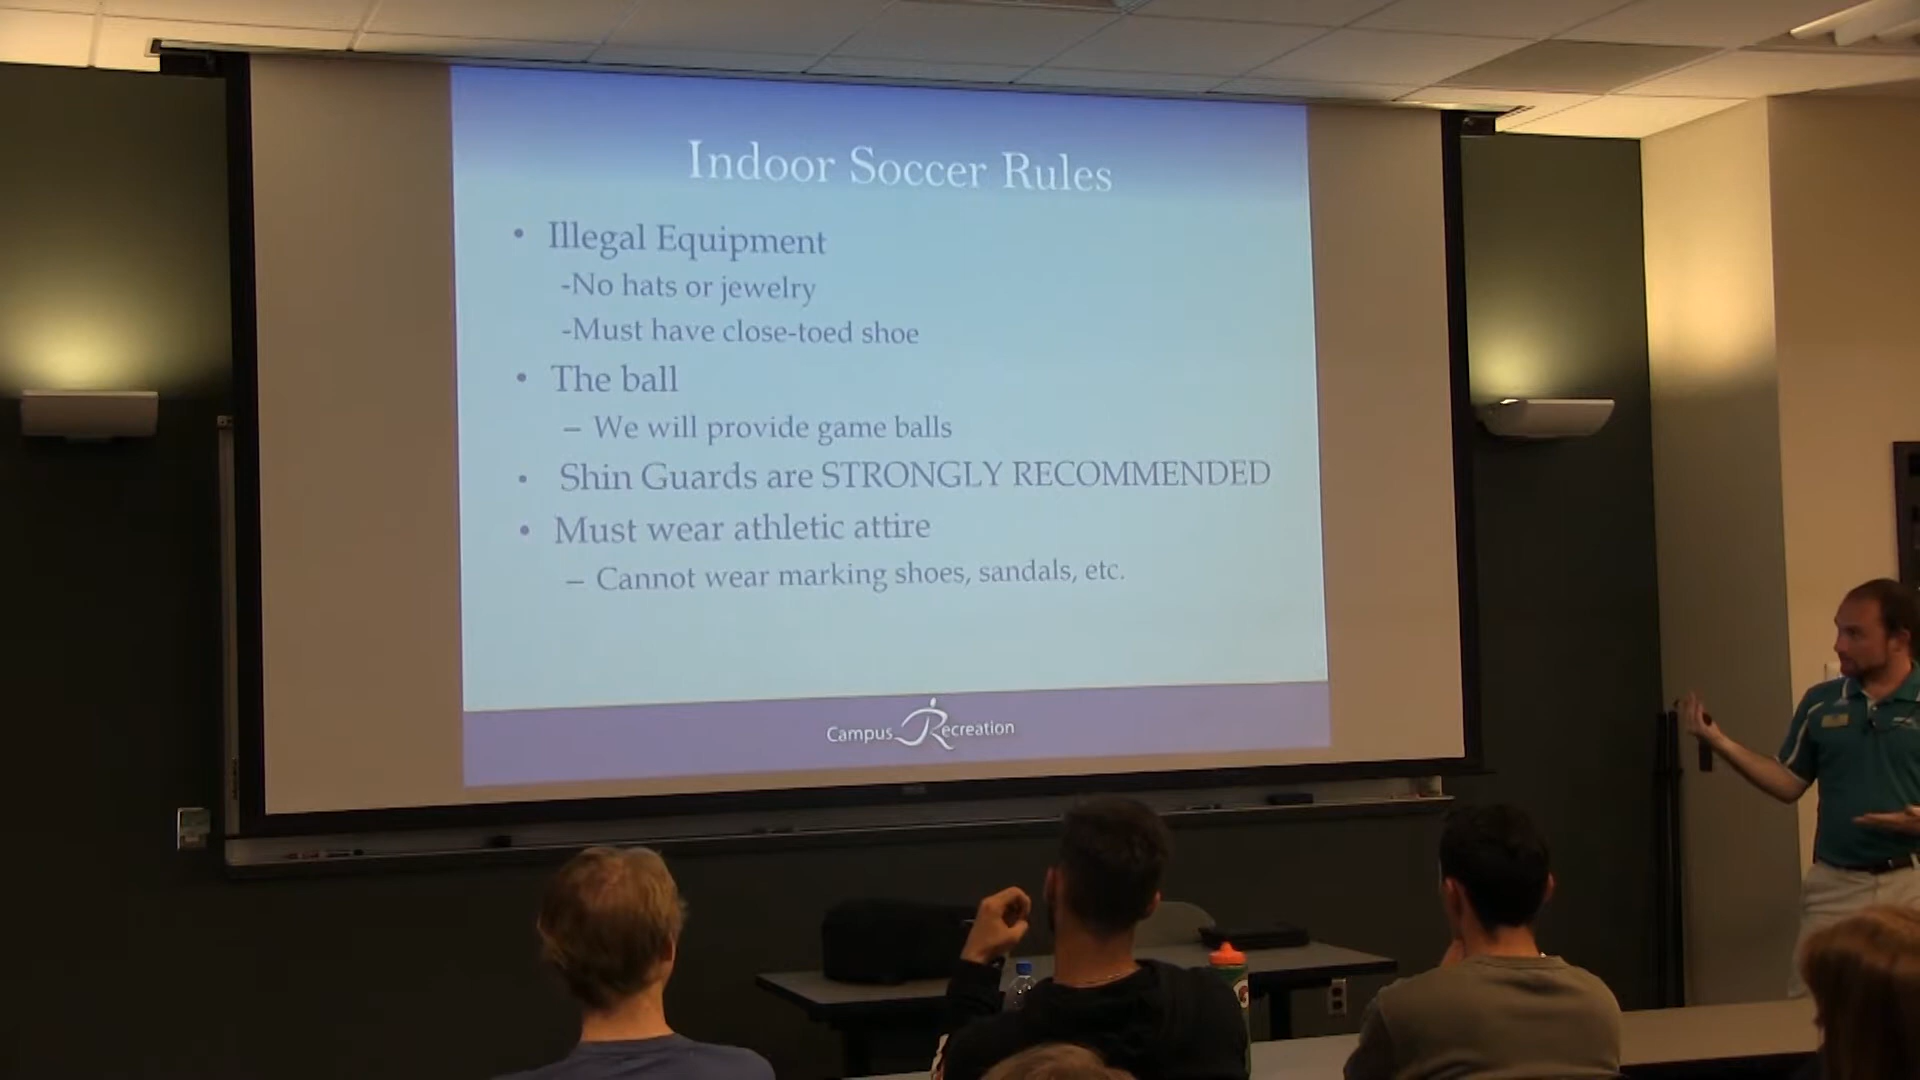 Indoor Soccer Rules
• Illegal Equipment
-No hats or jewelry
-Must have close-toed shoe
• The ball
– We will provide game balls
• Shin Guards are STRONGLY RECOMMENDED
• Must wear athletic attire
– Cannot wear marking shoes, sandals, etc.
Campus Recreation